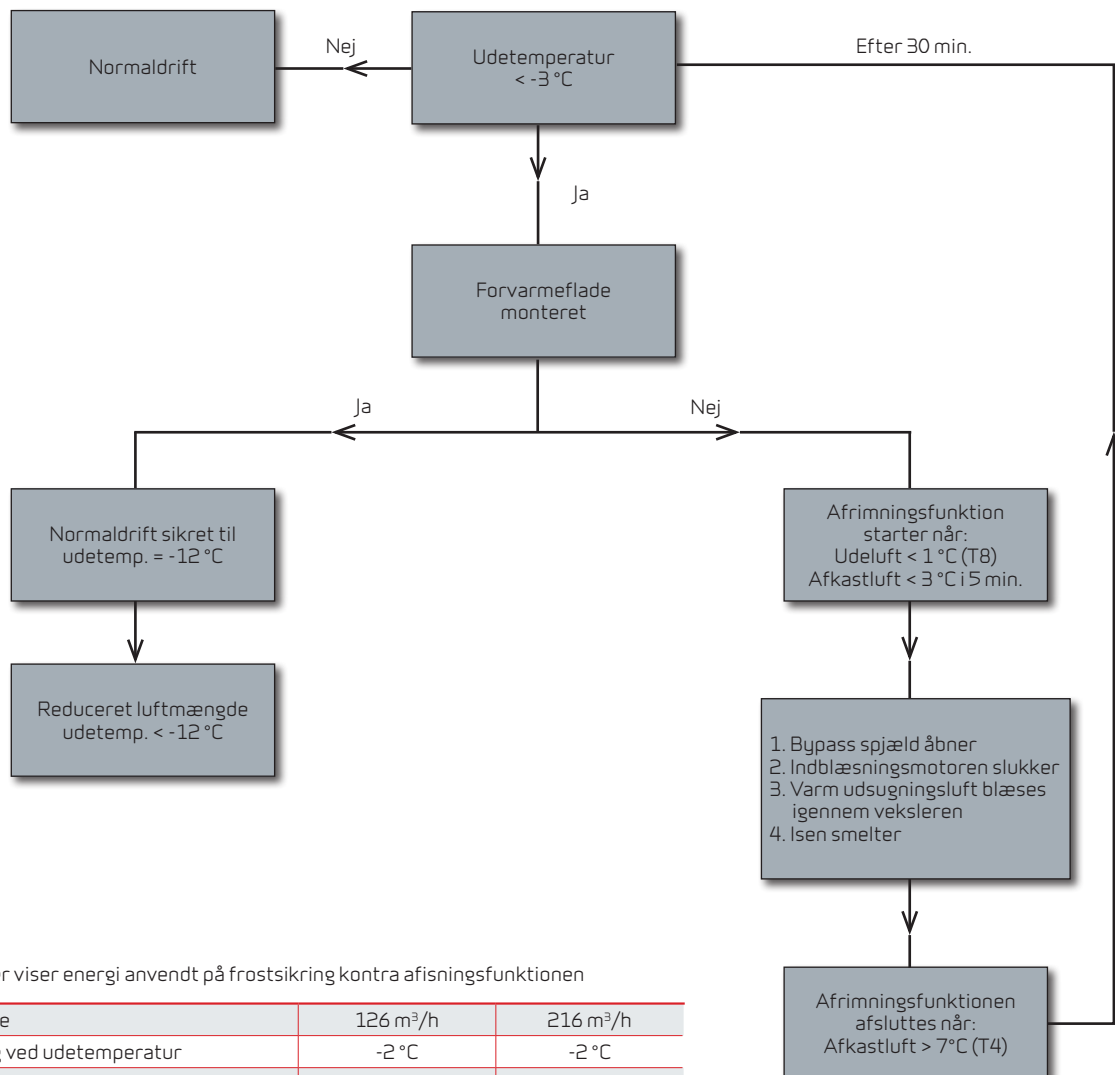 Normaldrift
Nej
Udetemperatur
< -3 °C
Efter 30 min.
Ja
Forvarmeflade
monteret
Ja
Nej
Normaldrift sikret til
udetemp. = -12 °C
Afrimningsfunktion
starter når:
Udeluft < 1 °C (T8)
Afkastluft < 3 °C i 5 min.
Reduceret luftmængde
udetemp. < -12 °C
1. Bypass spjæld åbner
2. Indblæsningsmotoren slukker
3. Varm udsugningsluft blæses
igennem veksleren
4. Isen smelter
Afrimningsfunktionen
afsluttes når:
Afkastluft > 7°C (T4)
viser energi anvendt på frostsikring kontra afisningsfunktionen
126 m³/h 216 m³/h
ved udetemperatur -2 °C -2 °C